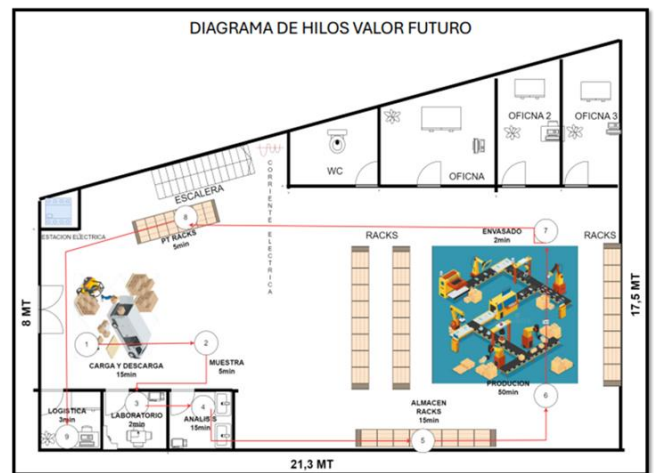 DIAGRAMA DE HILOS VALOR FUTURO
OFICNA 2
OFICNA 3
WC
OFICNA
ESCALERA
CORRIENTE ELECTRICA
ESTACION ELECTRICA
8
PT RACKS
5min
RACKS
ENVASADO
2min
7
RACKS
8 MT
17,5 MT
1
2
CARGA Y DESCARGA
15min
MUESTRA
5min
PRODUCION
50min
6
LOGISTICA
3min
9
3
LABORATORIO
2min
4
ANALISIS
15min
ALMACEN
RACKS
15min
5
21,3 MT